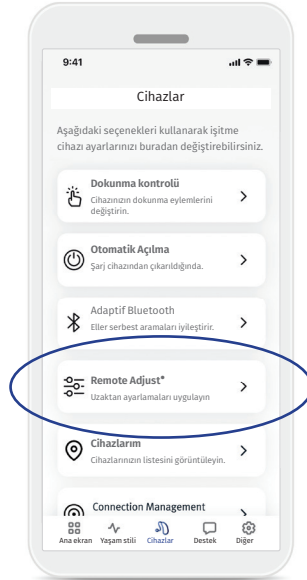 9:41
Cihazlar
Aşağıdaki seçenekleri kullanarak işitme
cihazı ayarlarınızı buradan değiştirebilirsiniz.
Dokunma kontrolü
Cihazınızın dokunma eylemlerini
değiştirin.
Otomatik Açılma
Şarj cihazından çıkarıldığında.
Adaptif Bluetooth
Eller serbest aramaları iyileştirir.
Remote Adjust*
Uzaktan ayarlamaları uygulayın
Cihazlarım
Cihazlarınızın listesini görüntüleyin.
Connection Management
Ana ekran Yaşam stili Cihazlar Destek Diğer